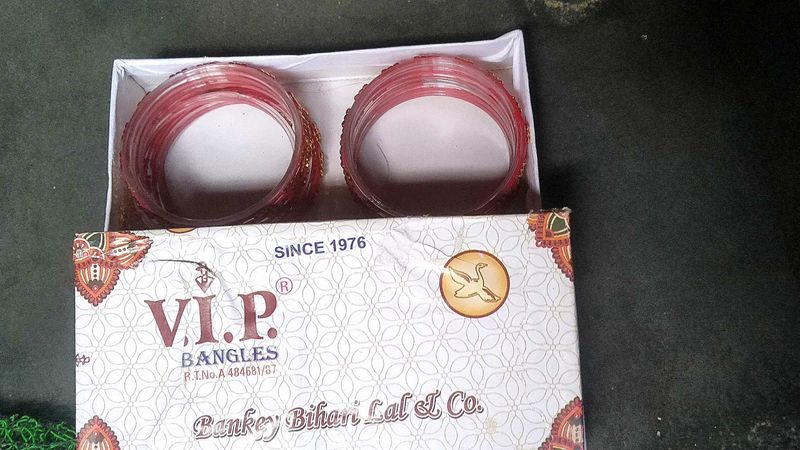 SINCE 1976
V.I.P.®
BANGLES
R.T.No.A 484681/87
Bankey Bihari Lal & Co.